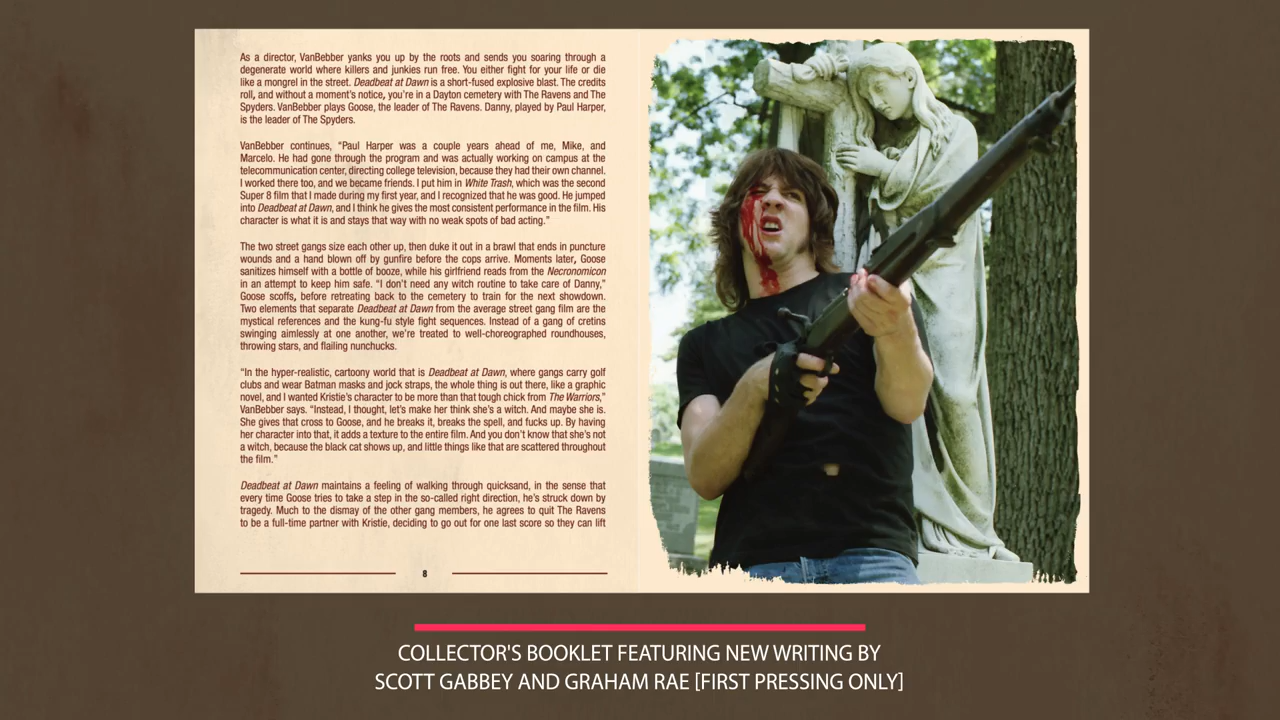 As a director, VanBebber yanks you up by the roots and sends you soaring through a
degenerate world where killers and junkies run free. You either fight for your life or die
like a mongrel in the street. Deadbeat at Dawn is a short-fused explosive blast. The credits
roll, and without a moment's notice, you're in a Dayton cemetery with The Ravens and The
Spyders. VanBebber plays Goose, the leader of The Ravens. Danny, played by Paul Harper,
is the leader of The Spyders.
VanBebber continues, “Paul Harper was a couple years ahead of me, Mike, and
Marcelo. He had gone through the program and was actually working on campus at the
telecommunication center, directing college television, because they had their own channel.
I worked there too, and we became friends. I put him in White Trash, which was the second
Super 8 film that I made during my first year, and I recognized that he was good. He jumped
into Deadbeat at Dawn, and I think he gives the most consistent performance in the film. His
character is what it is and stays that way with no weak spots of bad acting.”
The two street gangs size each other up, then duke it out in a brawl that ends in puncture
wounds and a hand blown off by gunfire before the cops arrive. Moments later, Goose
sanitizes himself with a bottle of booze, while his girlfriend reads from the Necronomicon
in an attempt to keep him safe. “I don't need any witch routine to take care of Danny,”
Goose scoffs, before retreating back to the cemetery to train for the next showdown.
Two elements that separate Deadbeat at Dawn from the average street gang film are the
mystical references and the kung-fu style fight sequences. Instead of a gang of cretins
swinging aimlessly at one another, we're treated to well-choreographed roundhouses,
throwing stars, and flailing nunchucks.
“In the hyper-realistic, cartoony world that is Deadbeat at Dawn, where gangs carry golf
clubs and wear Batman masks and jock straps, the whole thing is out there, like a graphic
novel, and I wanted Kristie's character to be more than that tough chick from The Warriors,”
VanBebber says. “Instead, I thought, let's make her think she's a witch. And maybe she is.
She gives that cross to Goose, and he breaks it, breaks the spell, and fucks up. By having
her character into that, it adds a texture to the entire film. And you don't know that she's not
a witch, because the black cat shows up, and little things like that are scattered throughout
the film.”
Deadbeat at Dawn maintains a feeling of walking through quicksand, in the sense that
every time Goose tries to take a step in the so-called right direction, he's struck down by
tragedy. Much to the dismay of the other gang members, he agrees to quit The Ravens
to be a full-time partner with Kristie, deciding to go out for one last score so they can lift
8
COLLECTOR'S BOOKLET FEATURING NEW WRITING BY
SCOTT GABBEY AND GRAHAM RAE [FIRST PRESSING ONLY]